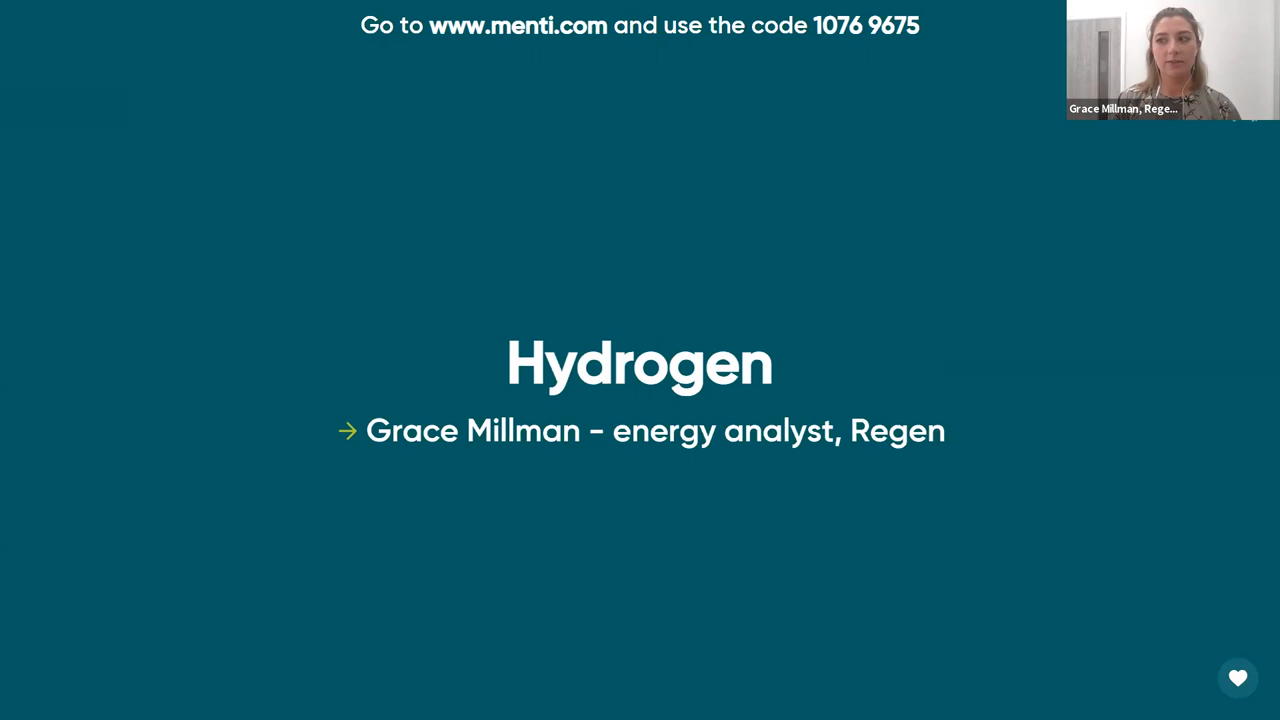 Go to www.menti.com and use the code 1076 9675
Grace Millman, Rege...
Hydrogen
→ Grace Millman - energy analyst, Regen